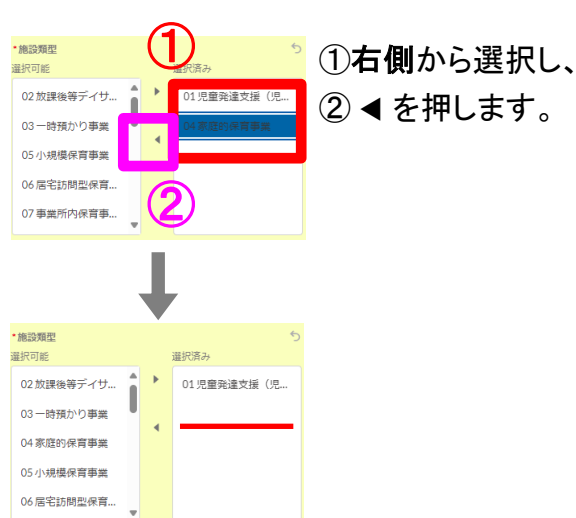 *施設類型
選択可能
選択済み
02 放課後等デイサ...
03 一時預かり事業
05 小規模保育事業
06 居宅訪問型保育...
07 事業所内保育事...
01 児童発達支援（児...
04 家庭的保育事業
①
②
①右側から選択し、
② ◀ を押します。
*施設類型
選択可能
選択済み
02 放課後等デイサ...
03 一時預かり事業
04 家庭的保育事業
05 小規模保育事業
06 居宅訪問型保育...
01 児童発達支援（児...